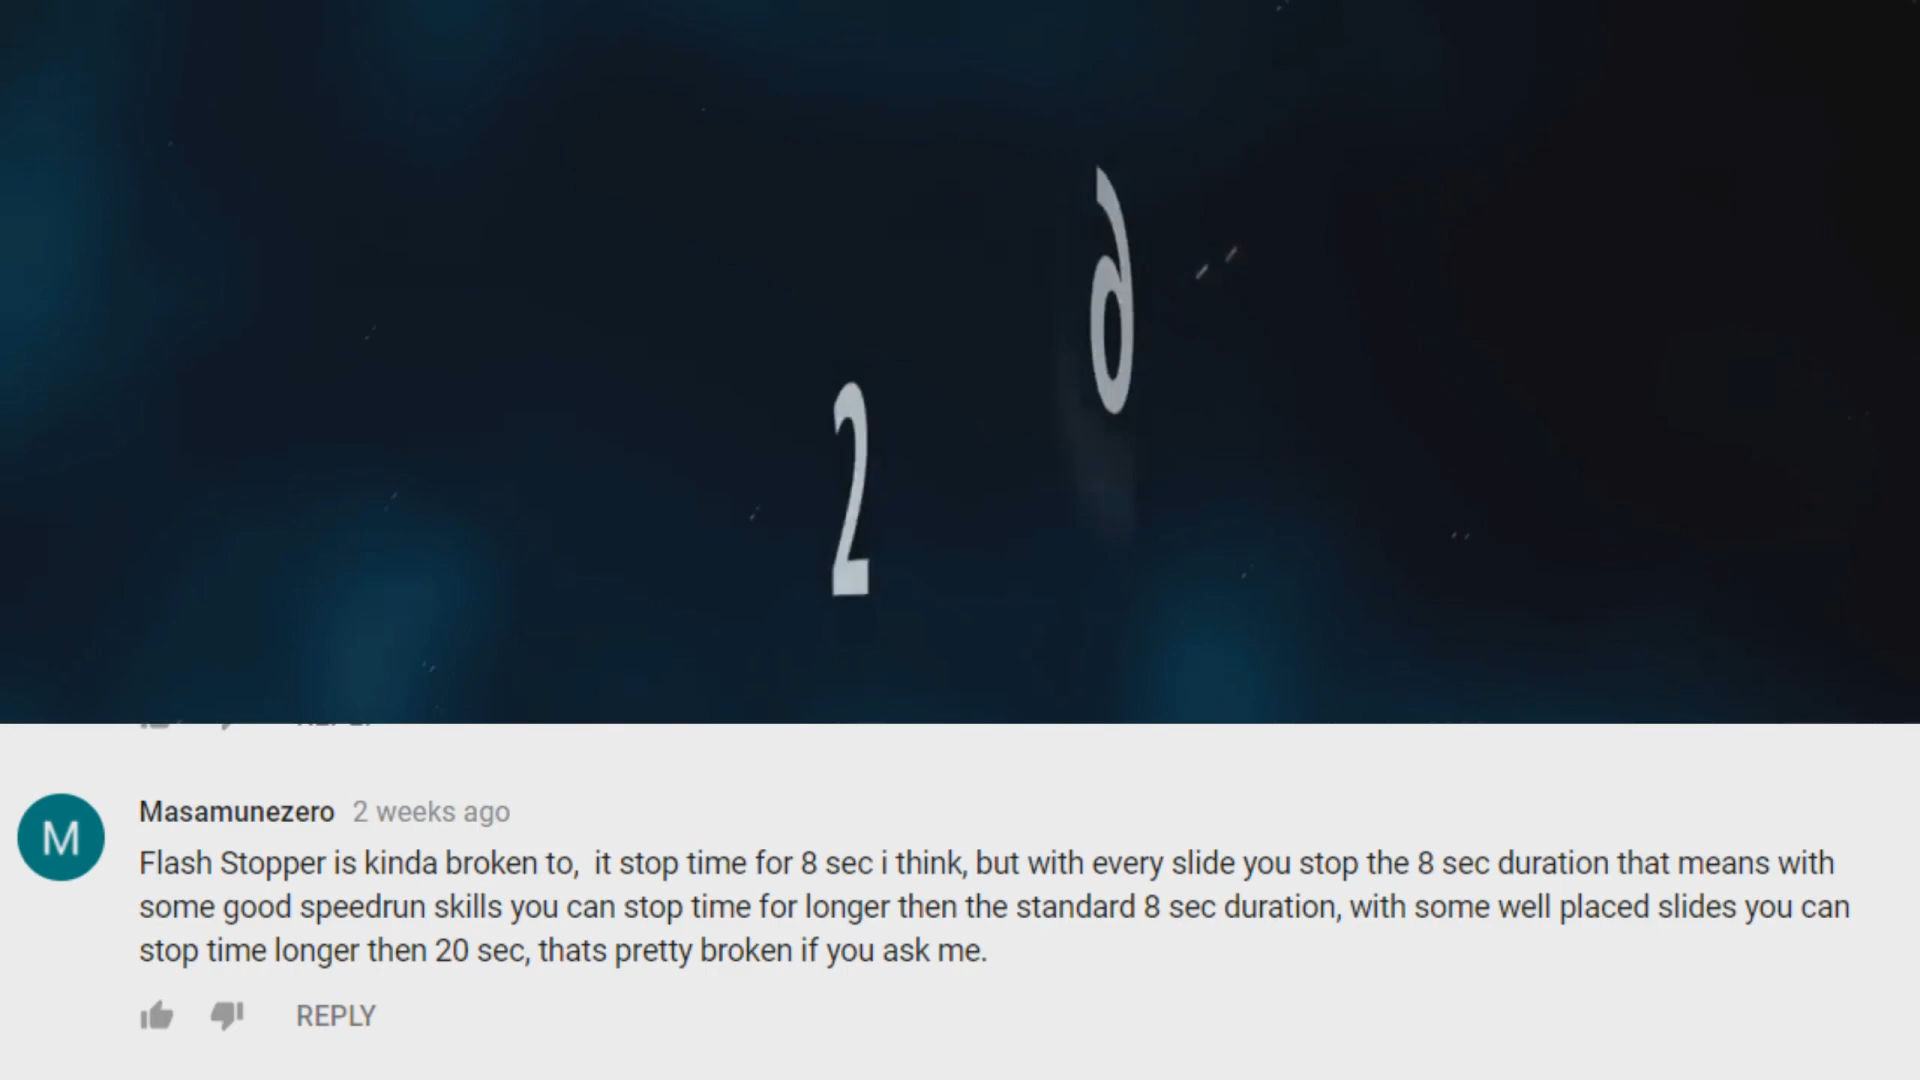 6
2
Masamunezero 2 weeks ago
Flash Stopper is kinda broken to,  it stop time for 8 sec i think, but with every slide you stop the 8 sec duration that means with
some good speedrun skills you can stop time for longer then the standard 8 sec duration, with some well placed slides you can
stop time longer then 20 sec, thats pretty broken if you ask me.
REPLY
M